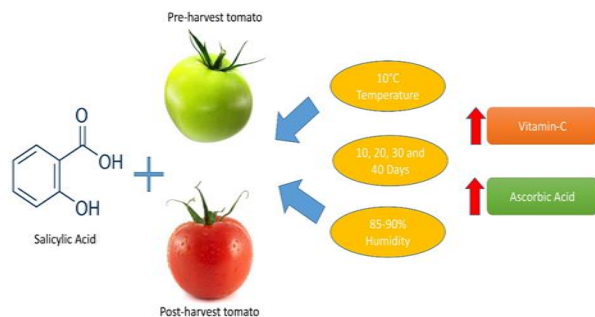 Pre-harvest tomato
10°C
Temperature
Vitamin-C
O
OH
OH
10, 20, 30 and
40 Days
Ascorbic Acid
Salicylic Acid
85-90%
Humidity
Post-harvest tomato